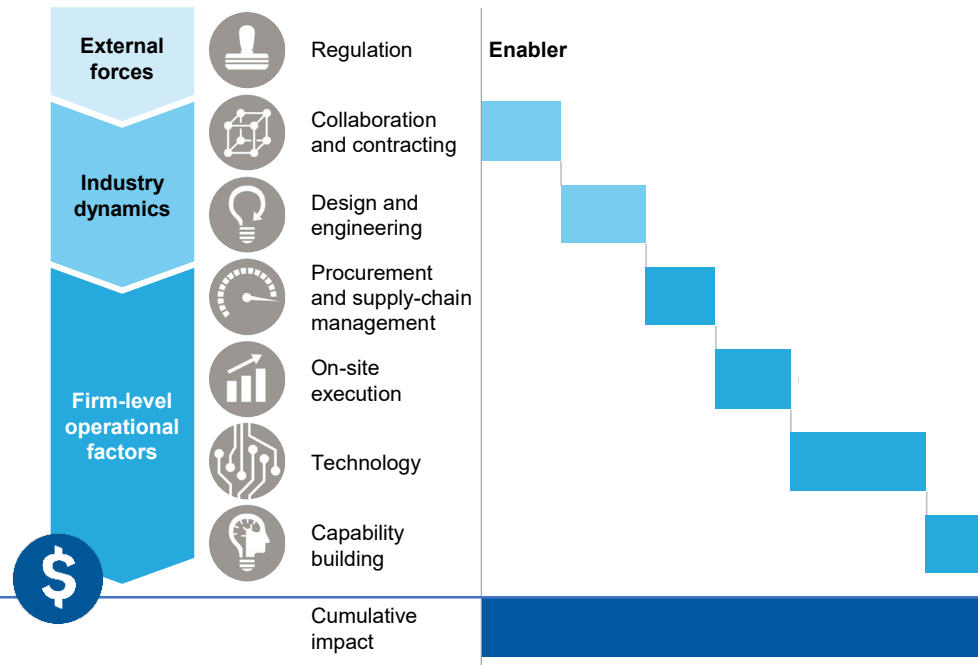 External
forces
Regulation
Enabler
Collaboration
and contracting
Industry
dynamics
Design and
engineering
Procurement
and supply-chain
management
On-site
execution
Firm-level
operational
factors
Technology
Capability
building
$
Cumulative
impact